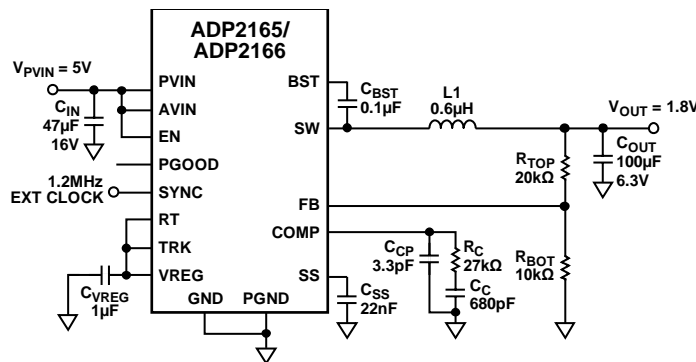 ADP2165/
ADP2166
V_PVIN = 5V
C_IN
47µF
16V
PVIN
AVIN
EN
PGOOD
1.2MHz
EXT CLOCK
SYNC
RT
TRK
VREG
C_VREG
1µF
GND
PGND
BST
C_BST
0.1µF
SW
L1
0.6µH
V_OUT = 1.8V
R_TOP
20kΩ
C_OUT
100µF
6.3V
FB
COMP
C_CP
3.3pF
R_C
27kΩ
C_C
680pF
R_BOT
10kΩ
SS
C_SS
22nF